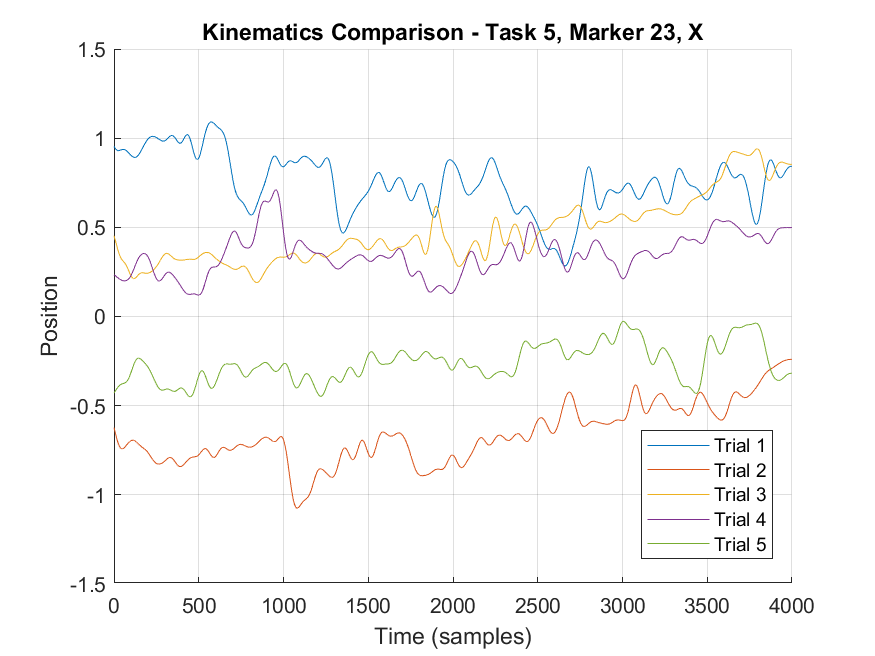 Kinematics Comparison - Task 5, Marker 23, X
1.5
1
0.5
0
-0.5
-1
-1.5
Position
Trial 1
Trial 2
Trial 3
Trial 4
Trial 5
0 500 1000 1500 2000 2500 3000 3500 4000
Time (samples)